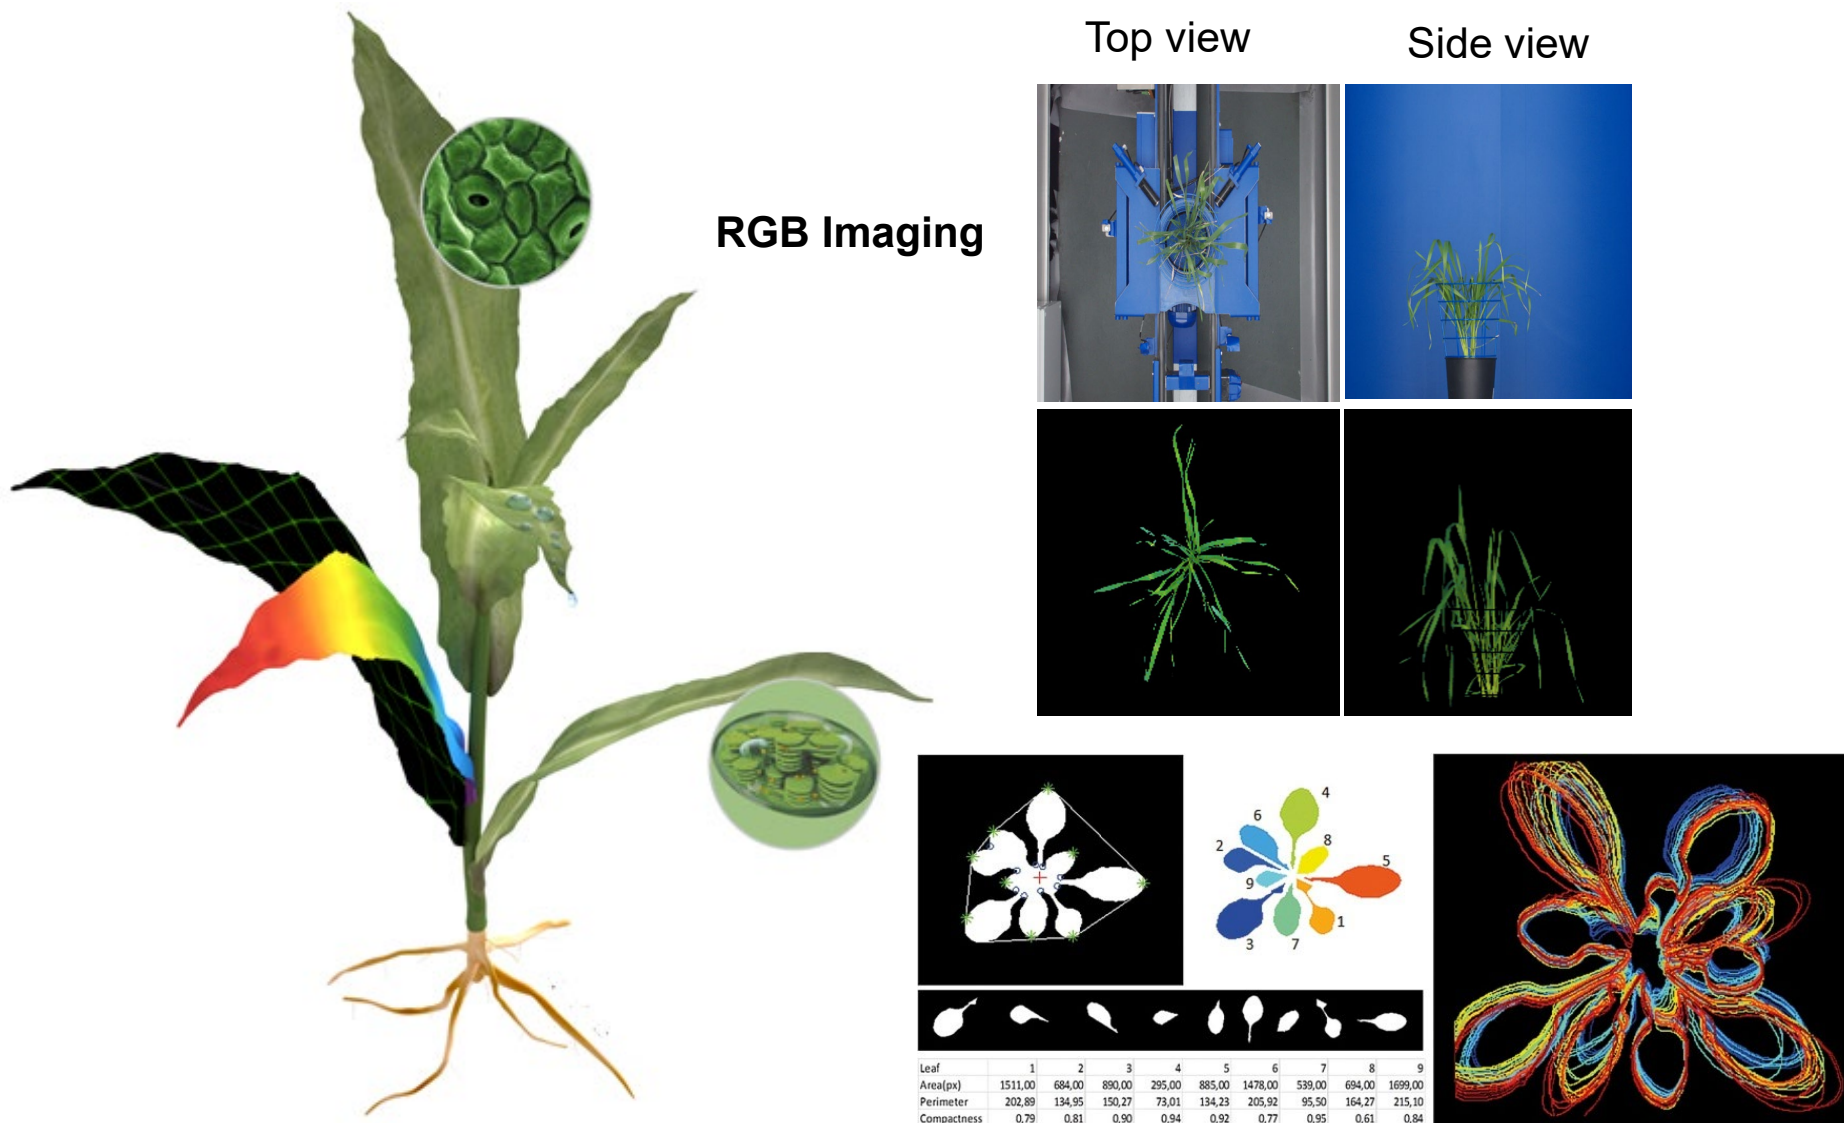 Top view
Side view
RGB Imaging
4
6
8
2
5
9
1
3
7
Leaf 1 2 3 4 5 6 7 8 9
Area(px) 1511,00 684,00 890,00 295,00 885,00 1478,00 539,00 694,00 1699,00
Perimeter 202,89 134,95 150,27 73,01 134,23 205,92 95,50 164,27 215,10
Compactness 0,79 0,81 0,90 0,94 0,92 0,77 0,95 0,61 0,84